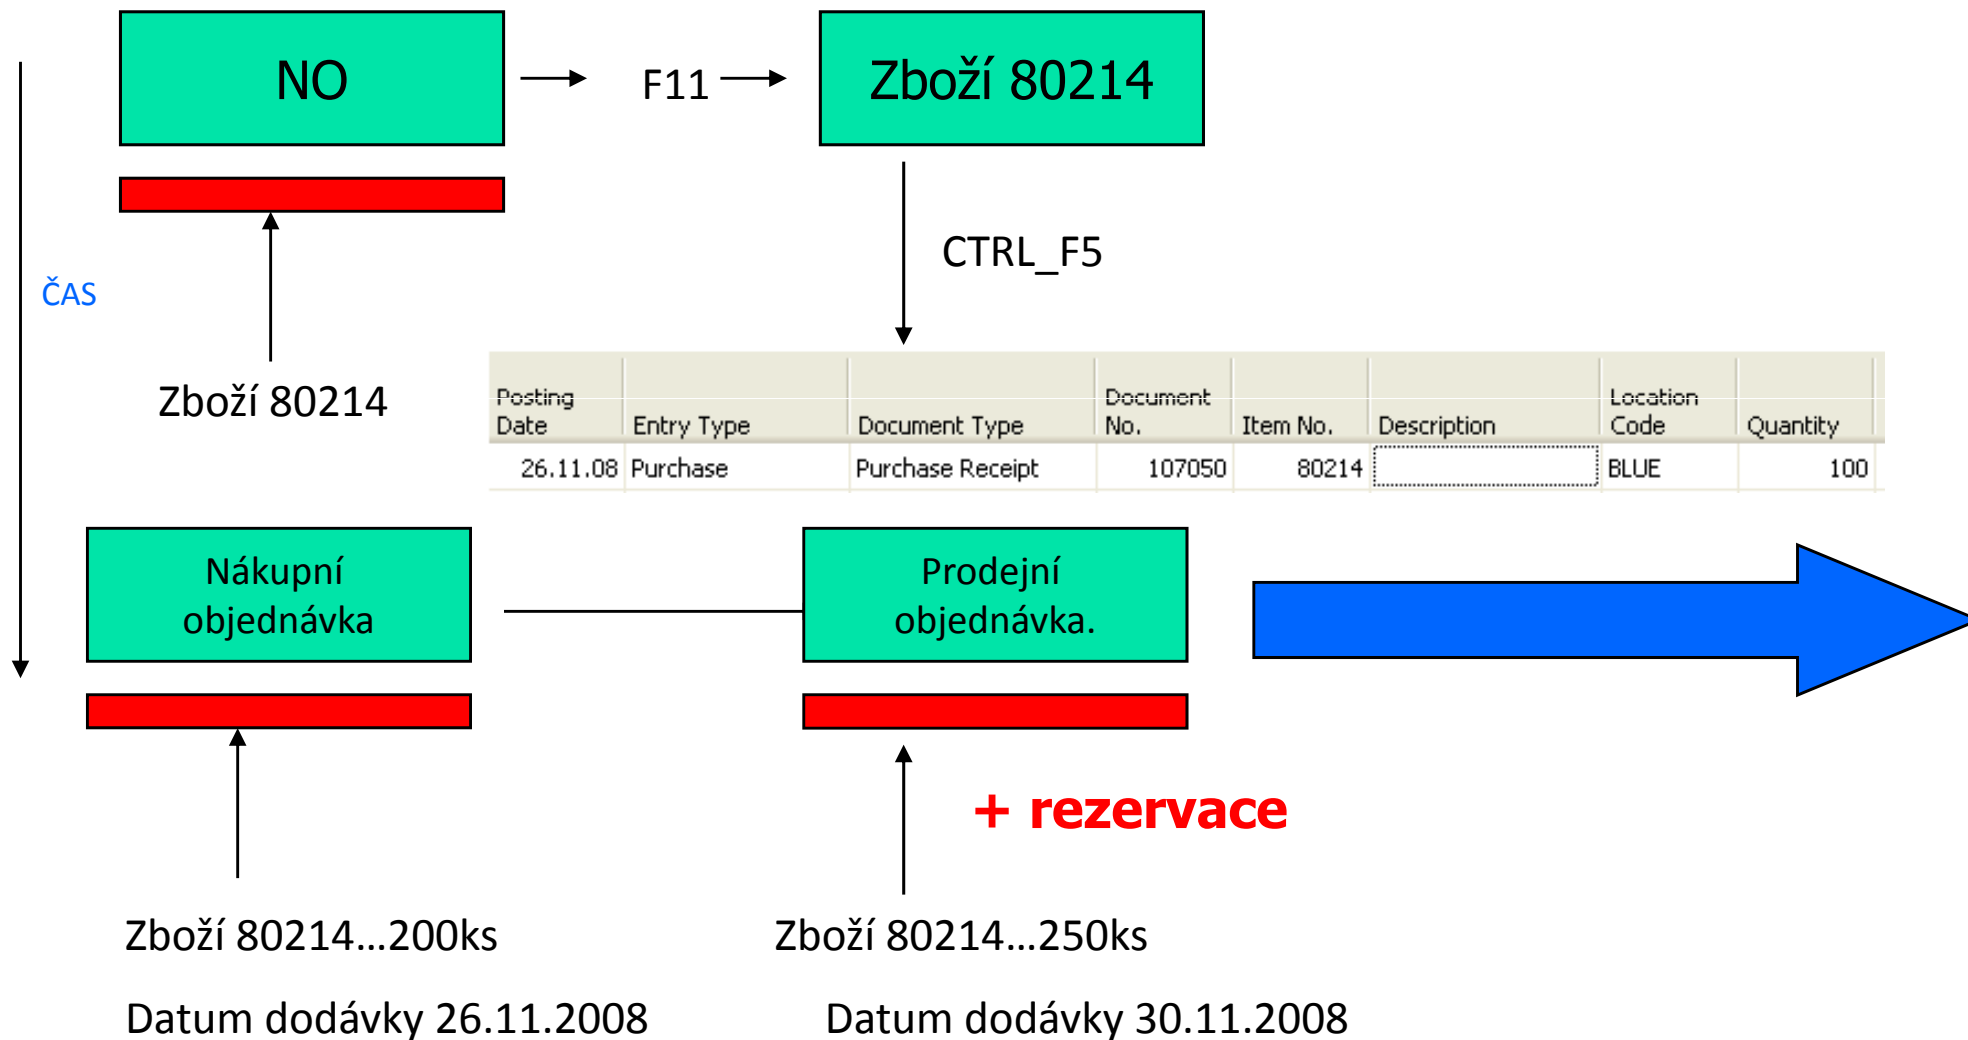 NO
F11
Zboží 80214
CTRL_F5
ČAS
Zboží 80214
Posting Date Entry Type Document Type Document No. Item No. Description Location Code Quantity
26.11.08 Purchase Purchase Receipt 107050 80214 BLUE 100
Nákupní
objednávka
Prodejní
objednávka.
+ rezervace
Zboží 80214...200ks
Zboží 80214...250ks
Datum dodávky 26.11.2008
Datum dodávky 30.11.2008